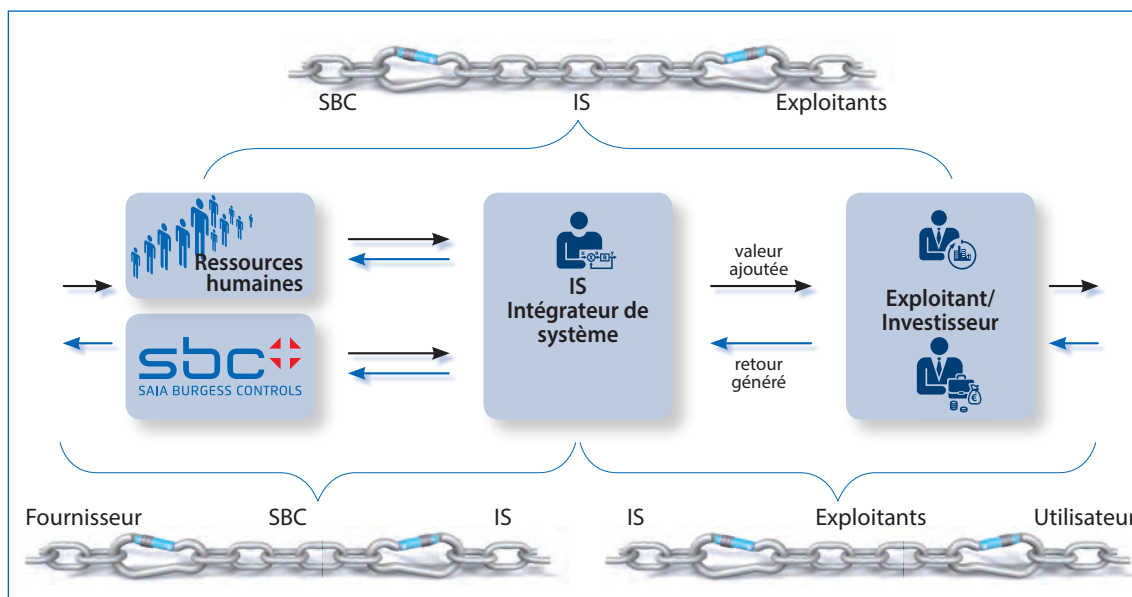 SBC IS Exploitants
Ressources
humaines
sbc
SAIA BURGESS CONTROLS
IS
Intégrateur de
système
valeur
ajoutée
retour
généré
Exploitant/
Investisseur
€
Fournisseur SBC IS
IS Exploitants Utilisateur